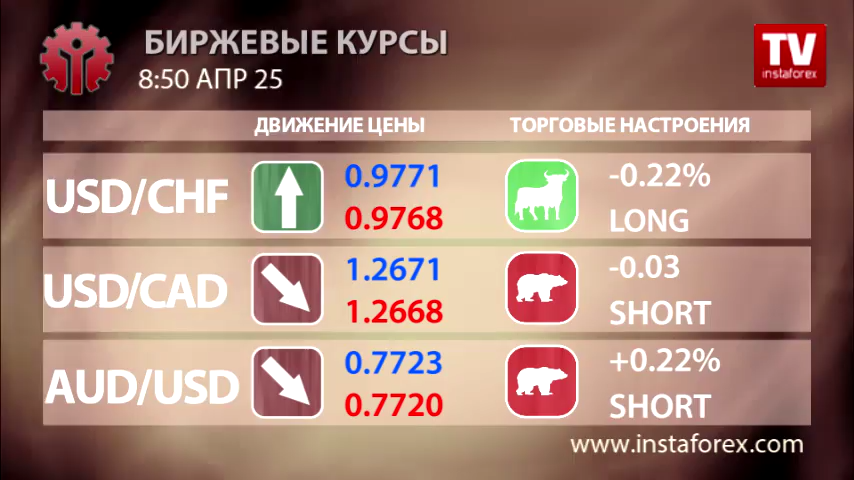 БИРЖЕВЫЕ КУРСЫ
8:50 АПР 25
TV
instaforex
ДВИЖЕНИЕ ЦЕНЫ ТОРГОВЫЕ НАСТРОЕНИЯ
USD/CHF
0.9771
0.9768
-0.22%
LONG
USD/CAD
1.2671
1.2668
-0.03
SHORT
AUD/USD
0.7723
0.7720
+0.22%
SHORT
www.instaforex.com